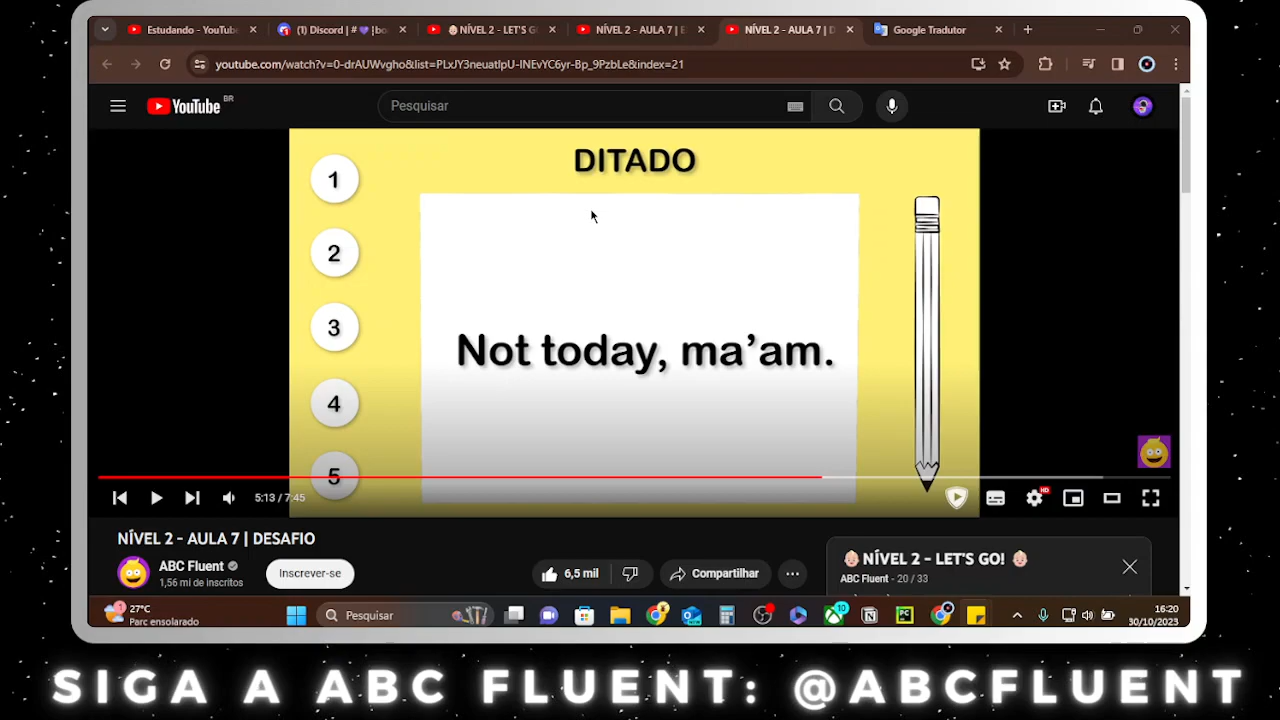 Estudando - YouTube
(1) Discord | #
NÍVEL 2 - LET'S G
NÍVEL 2 - AULA 7 | E
NÍVEL 2 - AULA 7 | D
Google Tradutor
youtube.com/watch?v=0-drAUWvgho&list=PLxJY3neuatlpU-INEvYC6yr-Bp_9PzbLe&index=21
YouTube BR
Pesquisar
DITADO
1
2
3
4
5
Not today, ma’am.
5:13 / 7:45
HD
NÍVEL 2 - AULA 7 | DESAFIO
ABC Fluent
1,56 mi de inscritos
Inscrever-se
6,5 mil
Compartilhar
NÍVEL 2 - LET'S GO!
ABC Fluent - 20 / 33
1
27°C
Parc ensolarado
Pesquisar
10
16:20
30/10/2023
SIGA A ABC FLUENT: @ABCFLUENT